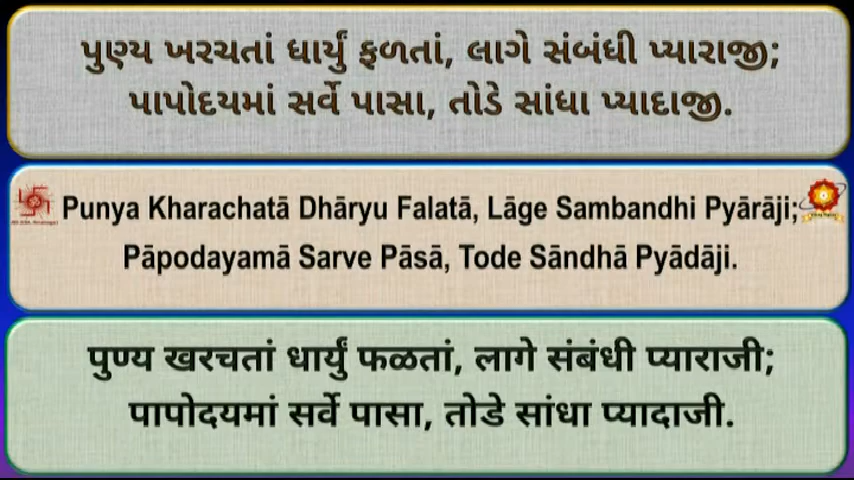 પુણ્ય ખરચતાં ધાર્યું ફળતાં, લાગે સંબંધી પ્યારાજી;
પાપોદયમાં સર્વે પાસા, તોડે સાંધા પ્યાદાજી.
Punya Kharachatā Dhāryu Falatā, Lāge Sambandhi Pyārāji;
Pāpodayamā Sarve Pāsā, Tode Sāndhā Pyādāji.
पुण्य खरचतां धार्युं फळतां, लागे संबंधी प्याराजी;
पापोदयमां सर्वे पासा, तोडे सांधा प्यादाजी.